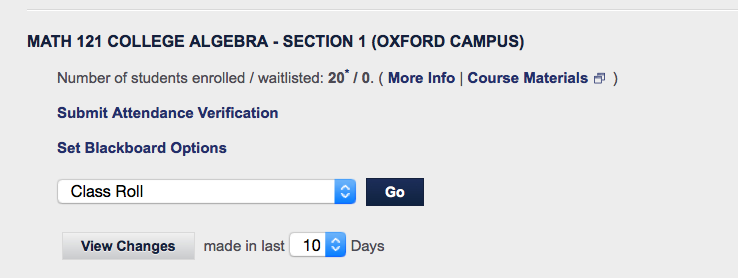 MATH 121 COLLEGE ALGEBRA - SECTION 1 (OXFORD CAMPUS)
Number of students enrolled / waitlisted: 20* / 0. ( More Info | Course Materials )
Submit Attendance Verification
Set Blackboard Options
Class Roll Go
View Changes made in last 10 Days